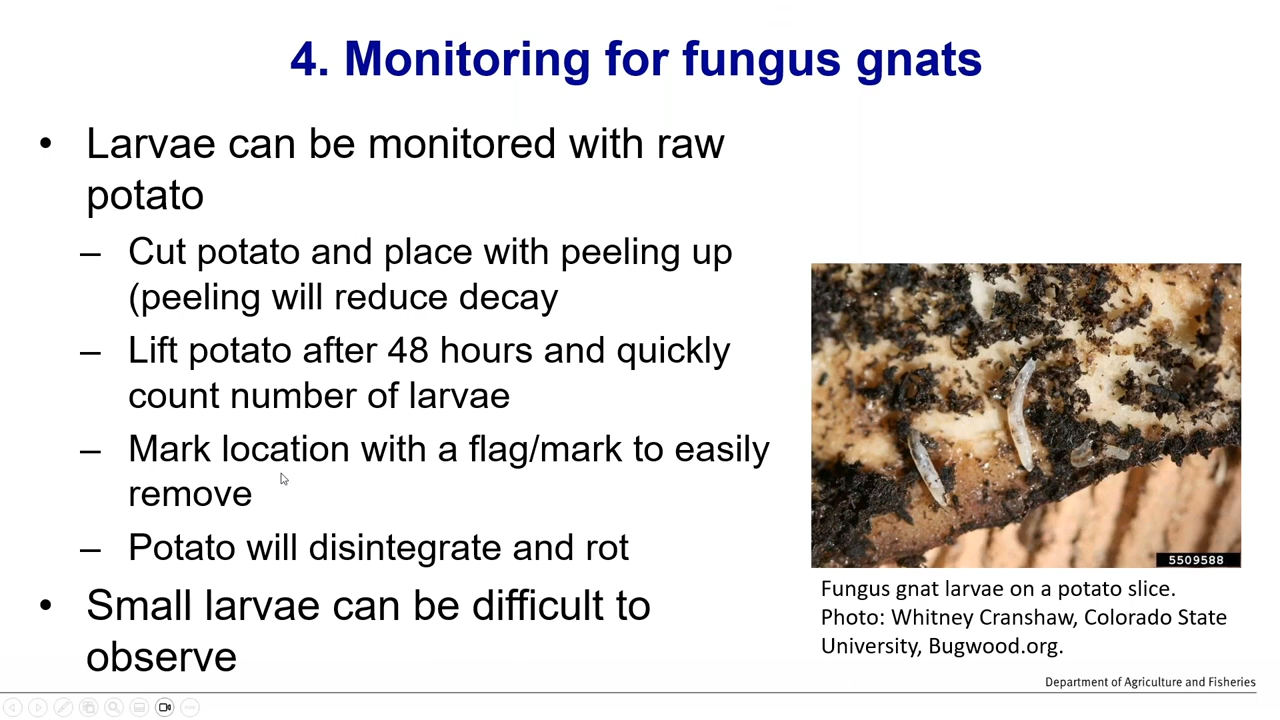 4. Monitoring for fungus gnats
• Larvae can be monitored with raw
potato
– Cut potato and place with peeling up
(peeling will reduce decay
– Lift potato after 48 hours and quickly
count number of larvae
– Mark location with a flag/mark to easily
remove
– Potato will disintegrate and rot
• Small larvae can be difficult to
observe
5509588
Fungus gnat larvae on a potato slice.
Photo: Whitney Cranshaw, Colorado State
University, Bugwood.org.
Department of Agriculture and Fisheries